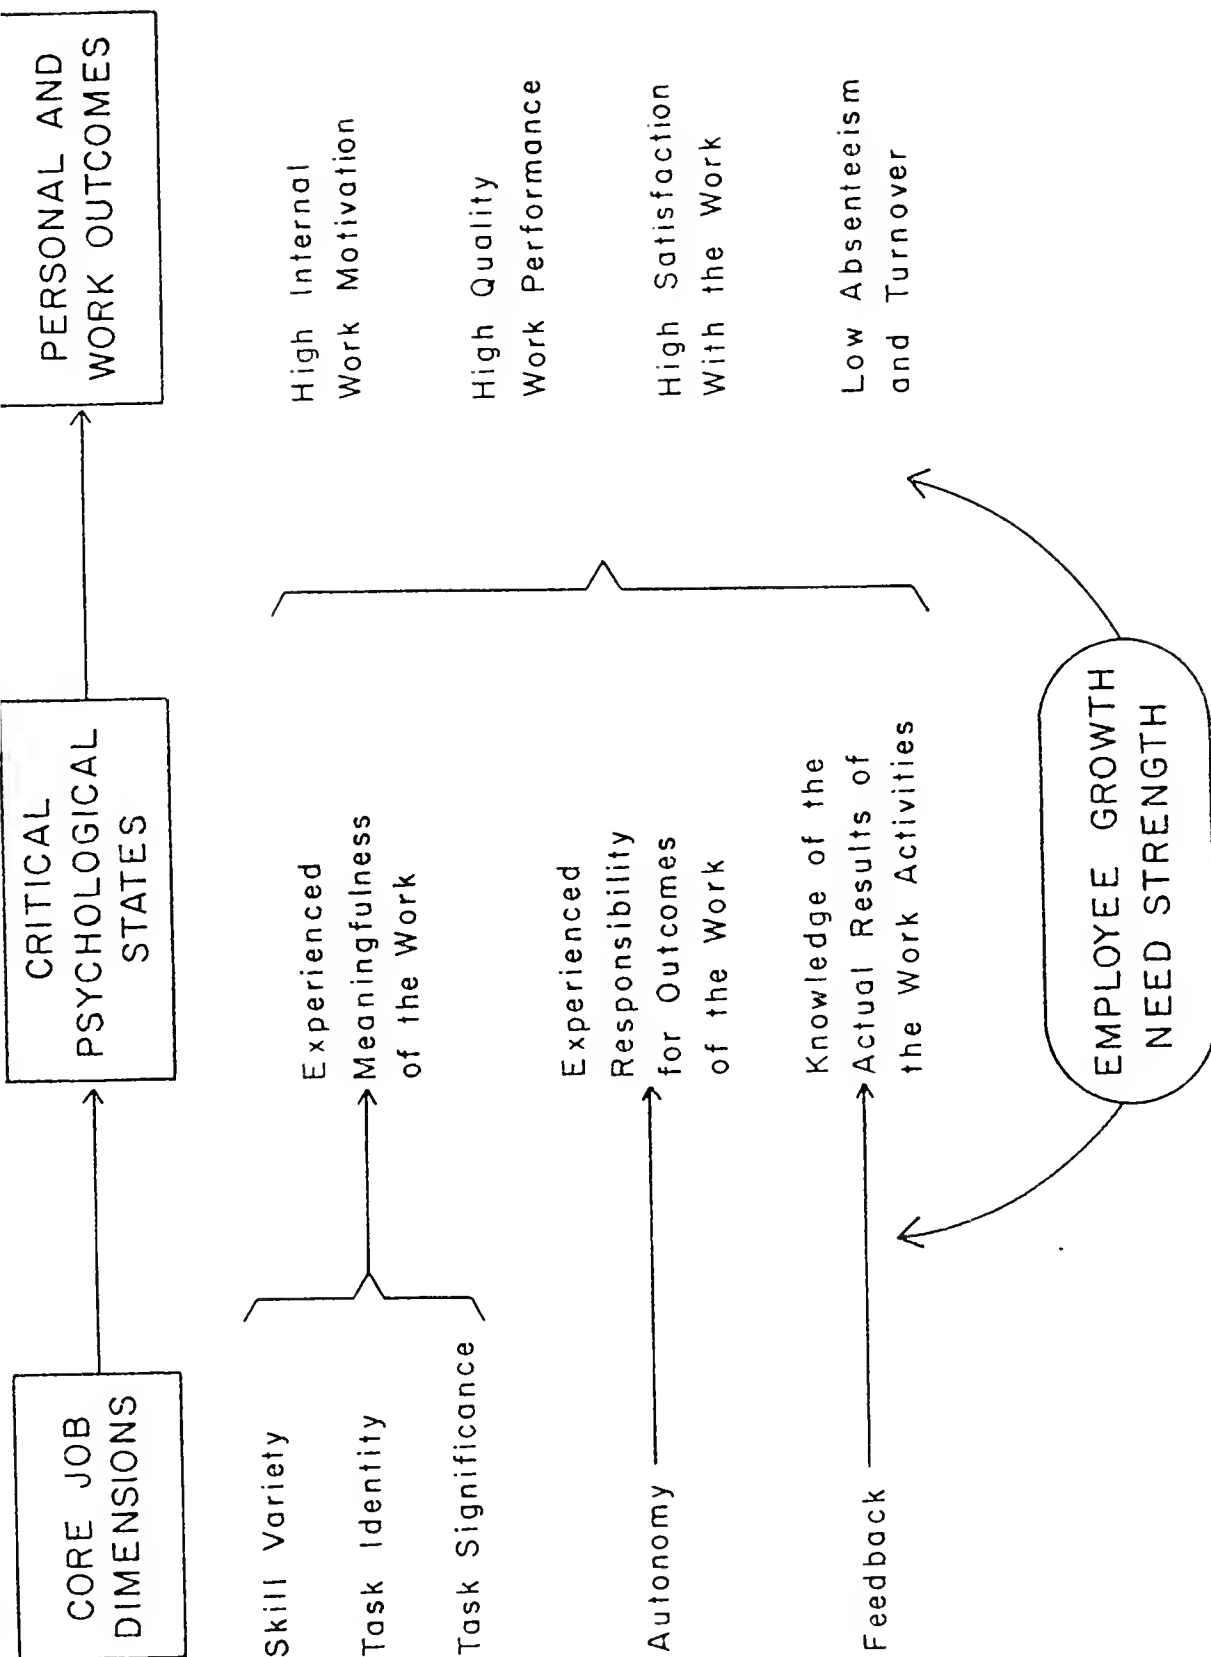 CORE JOB
DIMENSIONS
CRITICAL
PSYCHOLOGICAL
STATES
PERSONAL AND
WORK OUTCOMES
Skill Variety
Task Identity
Task Significance
Experienced
Meaningfulness
of the Work
High Internal
Work Motivation
High Quality
Work Performance
Autonomy
Experienced
Responsibility
for Outcomes
of the Work
High Satisfaction
With the Work
Feedback
Knowledge of the
Actual Results of
the Work Activities
Low Absenteeism
and Turnover
EMPLOYEE GROWTH
NEED STRENGTH